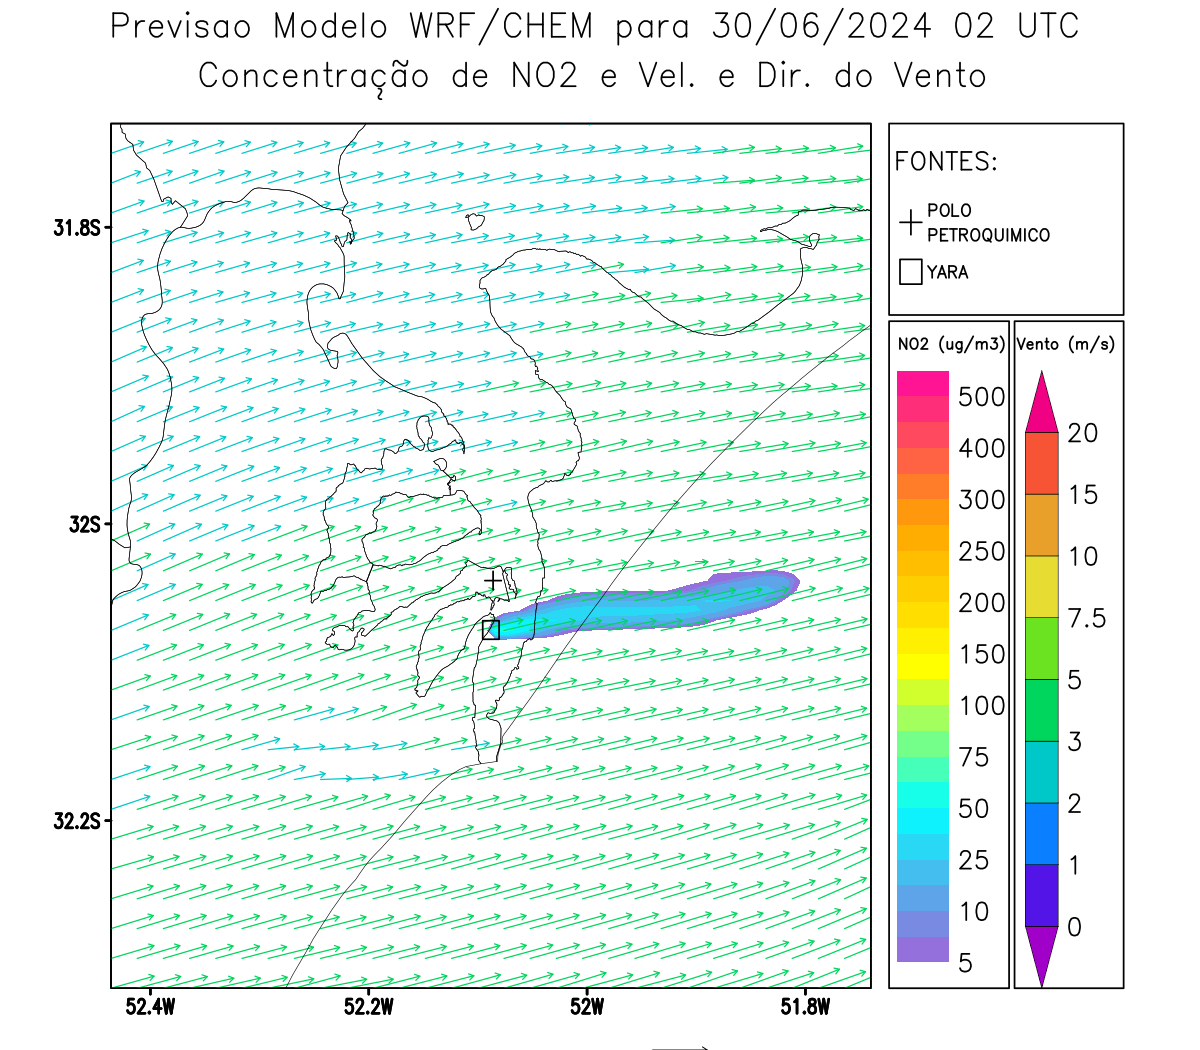 Previsao Modelo WRF/CHEM para 30/06/2024 02 UTC
Concentração de NO2 e Vel. e Dir. do Vento
FONTES:
POLO
PETROQUIMICO
YARA
NO2 (ug/m3)
500
400
300
250
200
150
100
75
50
25
10
5
Vento (m/s)
20
15
10
7.5
5
3
2
1
0
31.8S
32S
32.2S
52.4W
52.2W
52W
51.8W